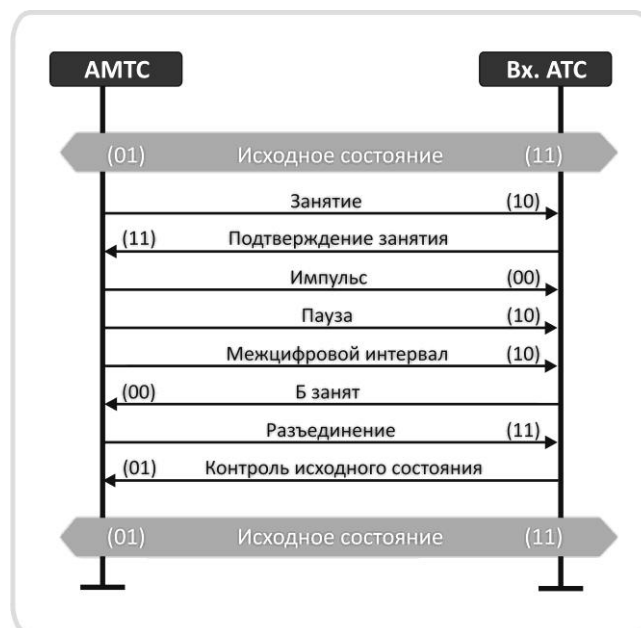 АМТС Вх. АТС
(01) Исходное состояние (11)
Занятие (10)
(11) Подтверждение занятия
Импульс (00)
Пауза (10)
Межцифровой интервал (10)
(00) Б занят
Разъединение (11)
(01) Контроль исходного состояния
(01) Исходное состояние (11)